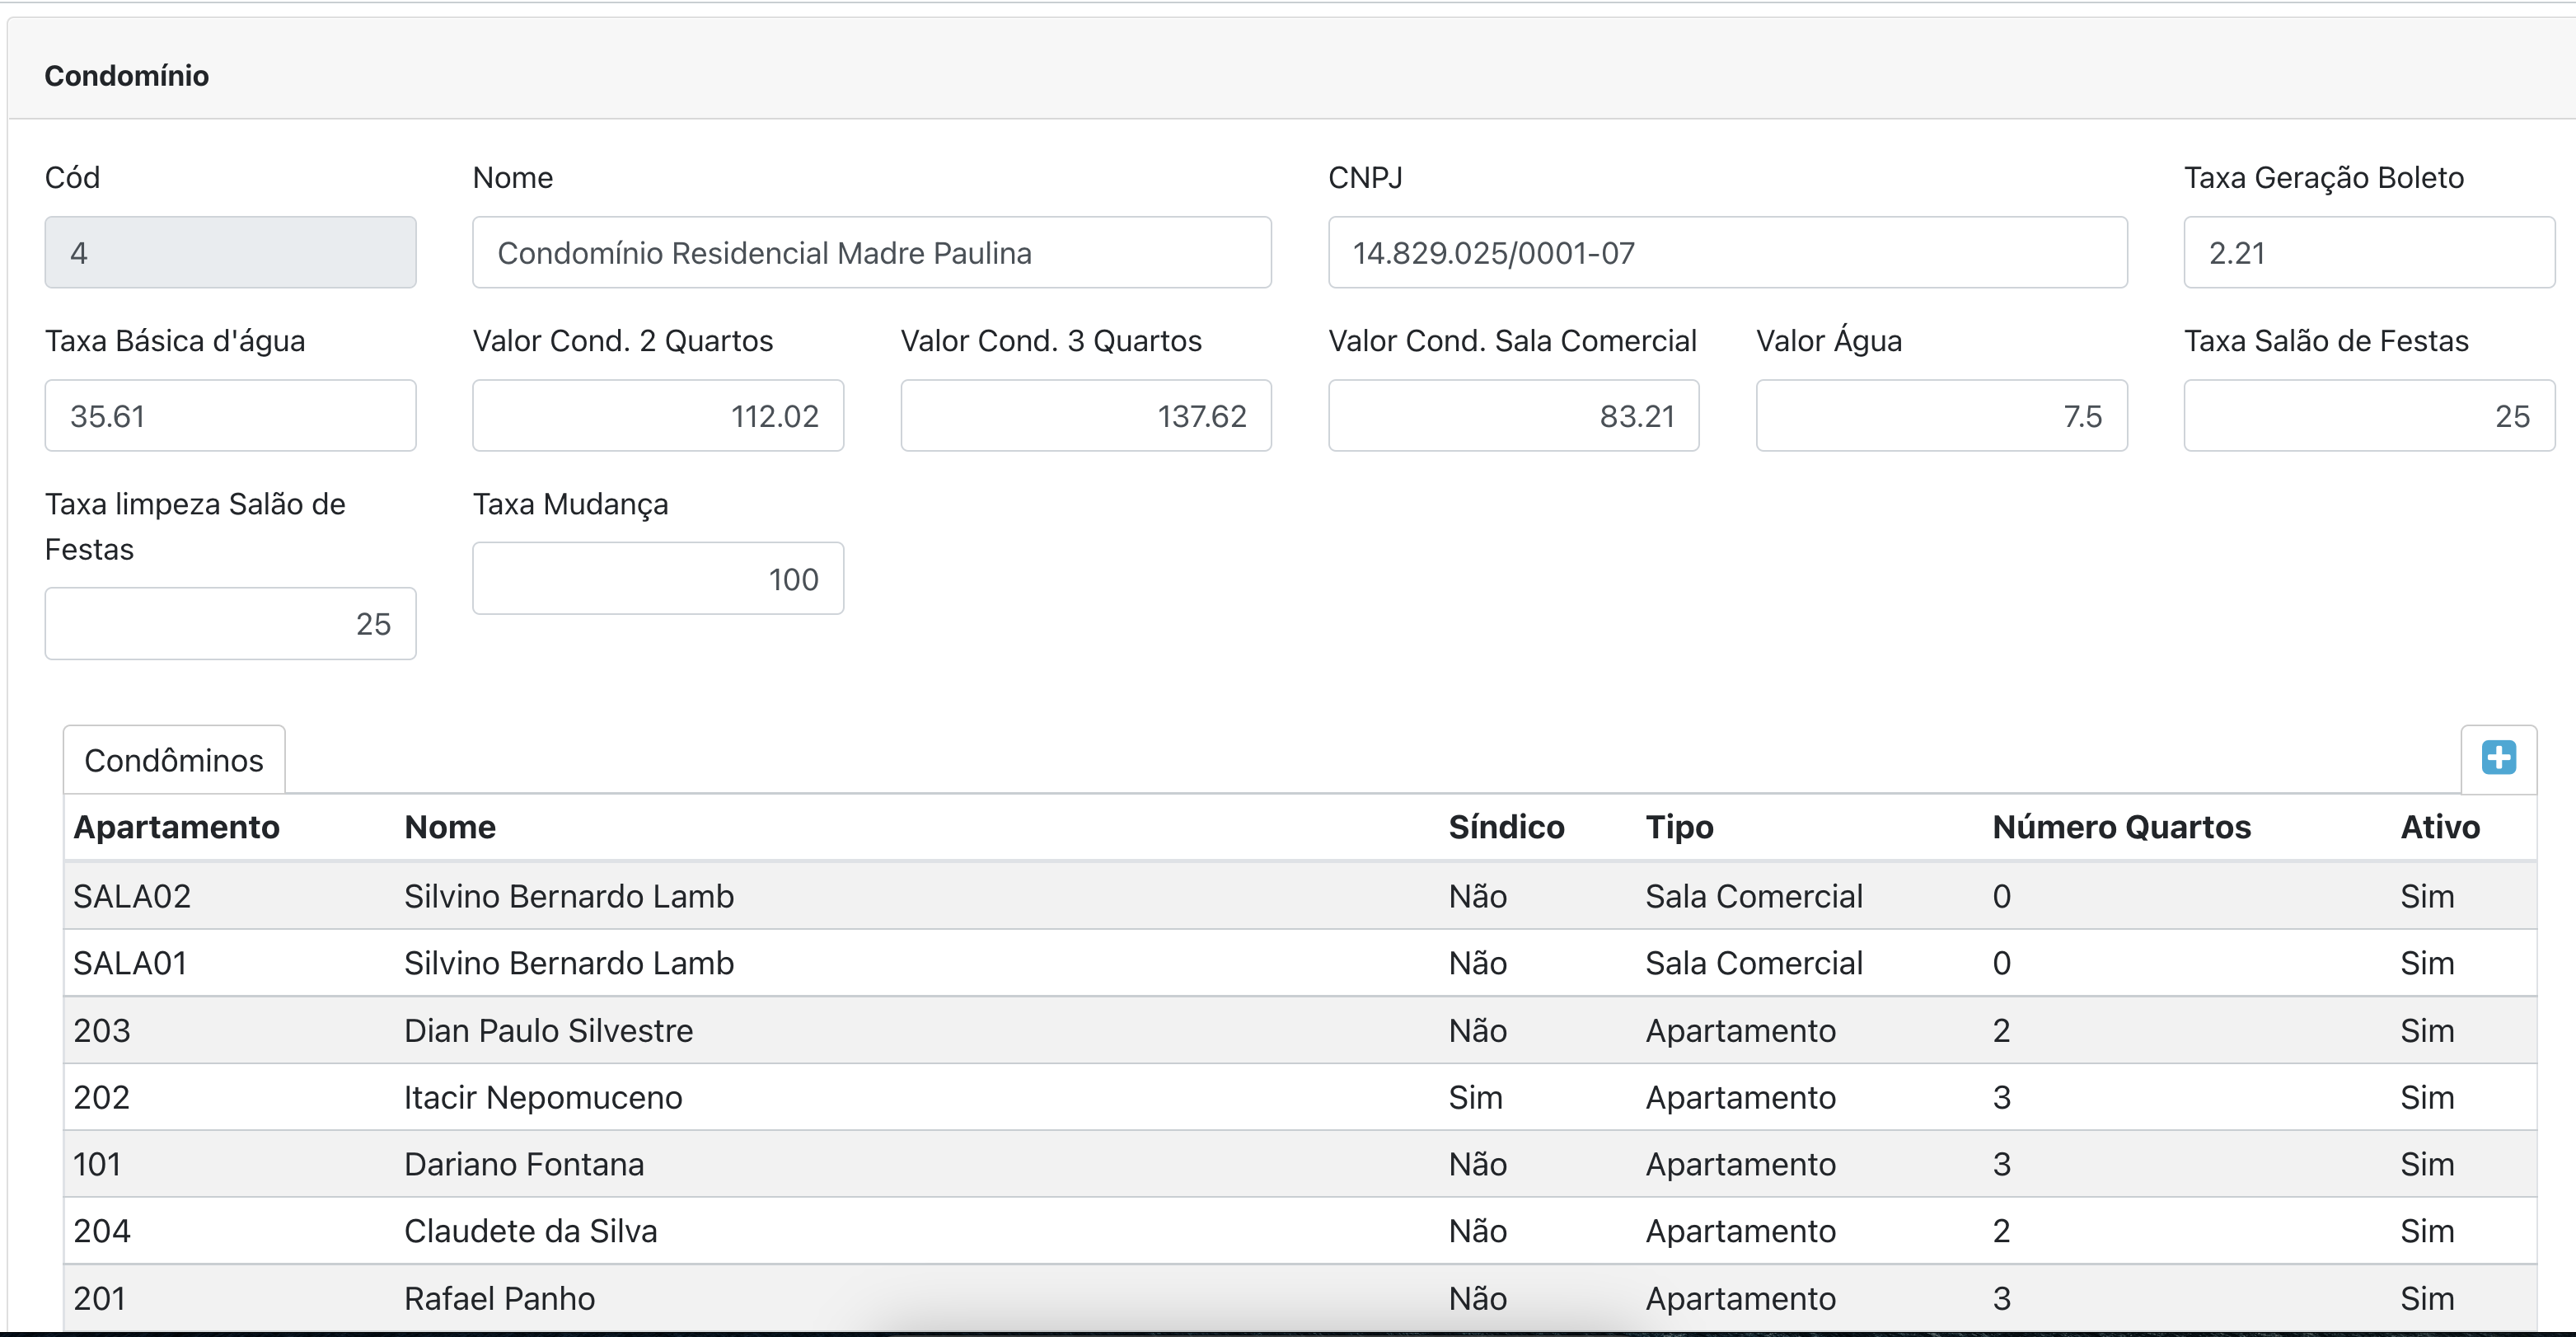 Condomínio
Cód Nome CNPJ Taxa Geração Boleto
4 Condomínio Residencial Madre Paulina 14.829.025/0001-07 2.21
Taxa Básica d'água Valor Cond. 2 Quartos Valor Cond. 3 Quartos Valor Cond. Sala Comercial Valor Água Taxa Salão de Festas
35.61 112.02 137.62 83.21 7.5 25
Taxa limpeza Salão de
Festas
25
Taxa Mudança
100
Condôminos
Apartamento Nome Síndico Tipo Número Quartos Ativo
SALA02 Silvino Bernardo Lamb Não Sala Comercial 0 Sim
SALA01 Silvino Bernardo Lamb Não Sala Comercial 0 Sim
203 Dian Paulo Silvestre Não Apartamento 2 Sim
202 Itacir Nepomuceno Sim Apartamento 3 Sim
101 Dariano Fontana Não Apartamento 3 Sim
204 Claudete da Silva Não Apartamento 2 Sim
201 Rafael Panho Não Apartamento 3 Sim